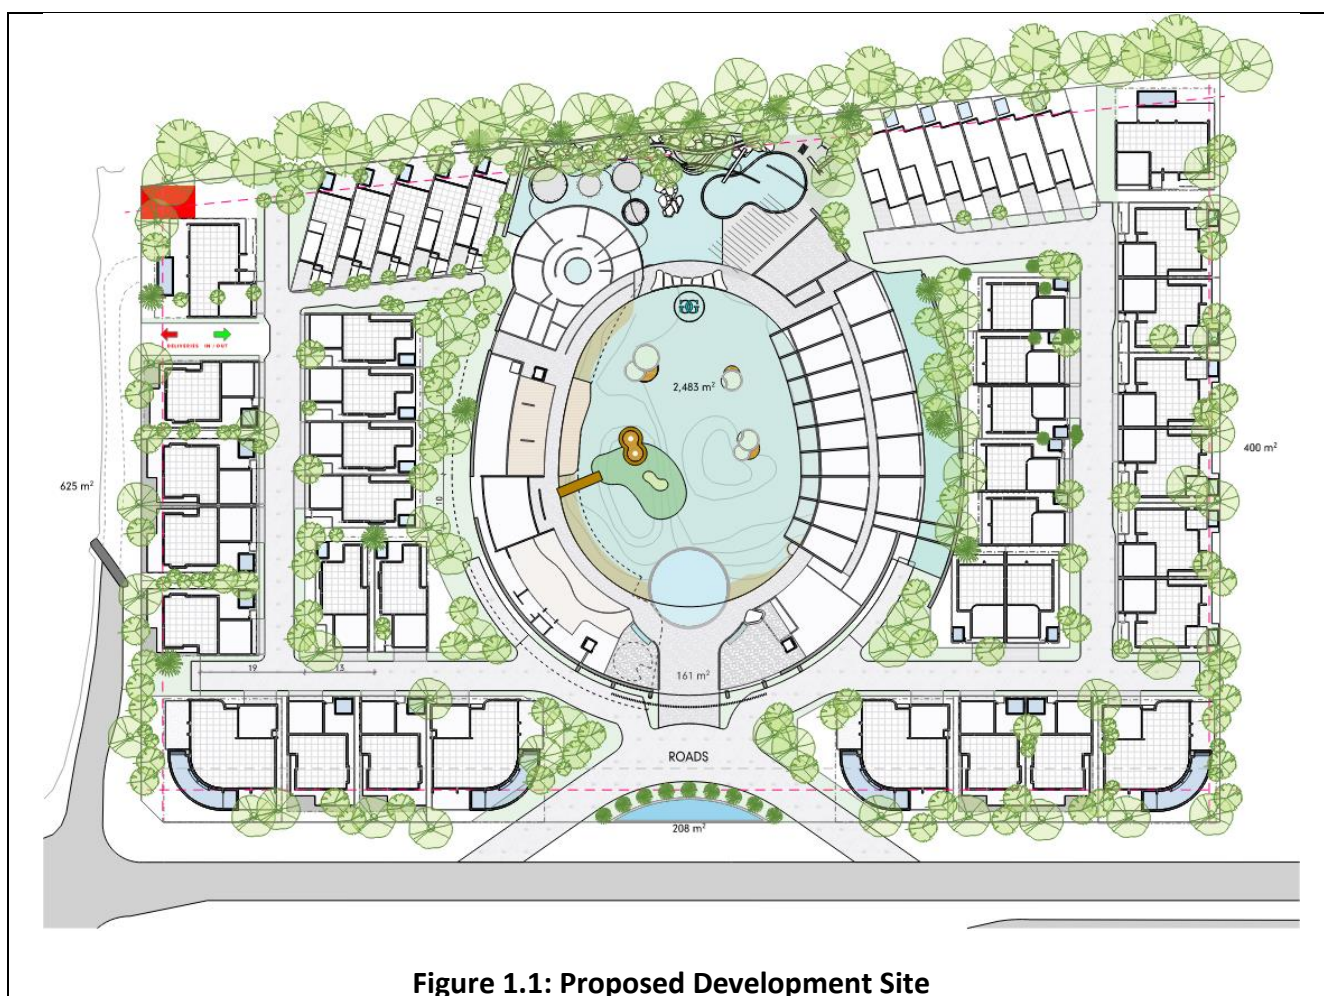 DELIVERIES IN / OUT
2,483 m²
400 m²
625 m²
10
19
13
161 m²
ROADS
208 m²
Figure 1.1: Proposed Development Site